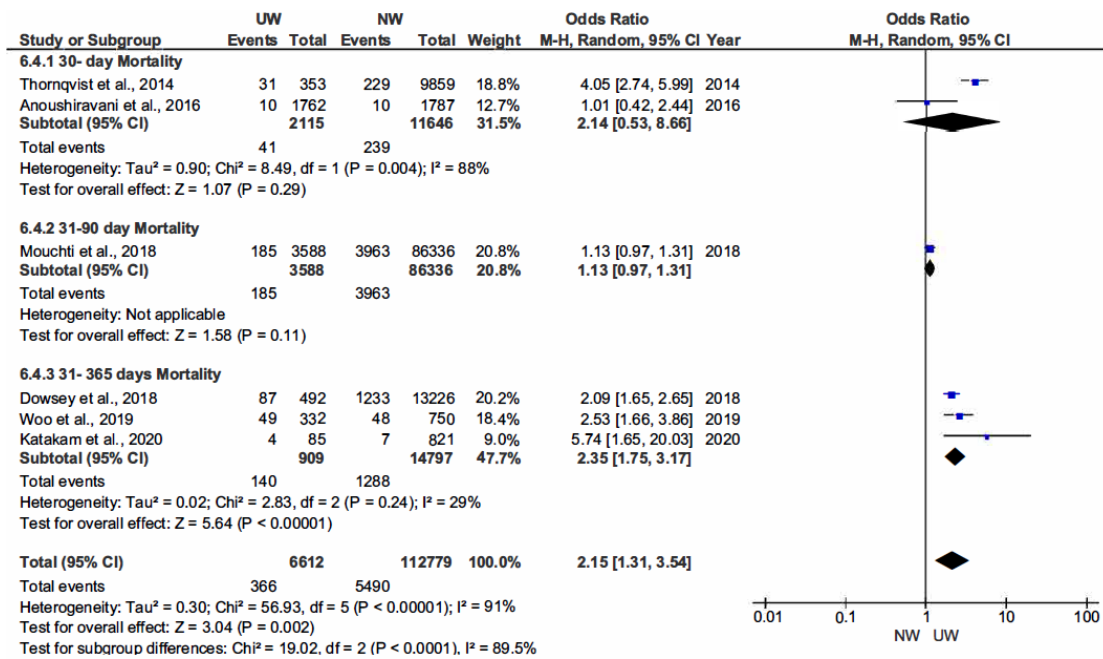 UW NW Odds Ratio Odds Ratio
Study or Subgroup Events Total Events Total Weight M-H, Random, 95% CI Year M-H, Random, 95% CI
6.4.1 30- day Mortality
Thornqvist et al., 2014 31 353 229 9859 18.8% 4.05 [2.74, 5.99] 2014
Anoushiravani et al., 2016 10 1762 10 1787 12.7% 1.01 [0.42, 2.44] 2016
Subtotal (95% CI) 2115 11646 31.5% 2.14 [0.53, 8.66]
Total events 41 239
Heterogeneity: Tau² = 0.90; Chi² = 8.49, df = 1 (P = 0.004); I² = 88%
Test for overall effect: Z = 1.07 (P = 0.29)
6.4.2 31-90 day Mortality
Mouchti et al., 2018 185 3588 3963 86336 20.8% 1.13 [0.97, 1.31] 2018
Subtotal (95% CI) 3588 86336 20.8% 1.13 [0.97, 1.31]
Total events 185 3963
Heterogeneity: Not applicable
Test for overall effect: Z = 1.58 (P = 0.11)
6.4.3 31- 365 days Mortality
Dowsey et al., 2018 87 492 1233 13226 20.2% 2.09 [1.65, 2.65] 2018
Woo et al., 2019 49 332 48 750 18.4% 2.53 [1.66, 3.86] 2019
Katakam et al., 2020 4 85 7 821 9.0% 5.74 [1.65, 20.03] 2020
Subtotal (95% CI) 909 14797 47.7% 2.35 [1.75, 3.17]
Total events 140 1288
Heterogeneity: Tau² = 0.02; Chi² = 2.83, df = 2 (P = 0.24); I² = 29%
Test for overall effect: Z = 5.64 (P < 0.00001)
Total (95% CI) 6612 112779 100.0% 2.15 [1.31, 3.54]
Total events 366 5490
Heterogeneity: Tau² = 0.30; Chi² = 56.93, df = 5 (P < 0.00001); I² = 91%
Test for overall effect: Z = 3.04 (P = 0.002)
Test for subgroup differences: Chi² = 19.02, df = 2 (P < 0.0001), I² = 89.5%
0.01 0.1 1 10 100
NW UW